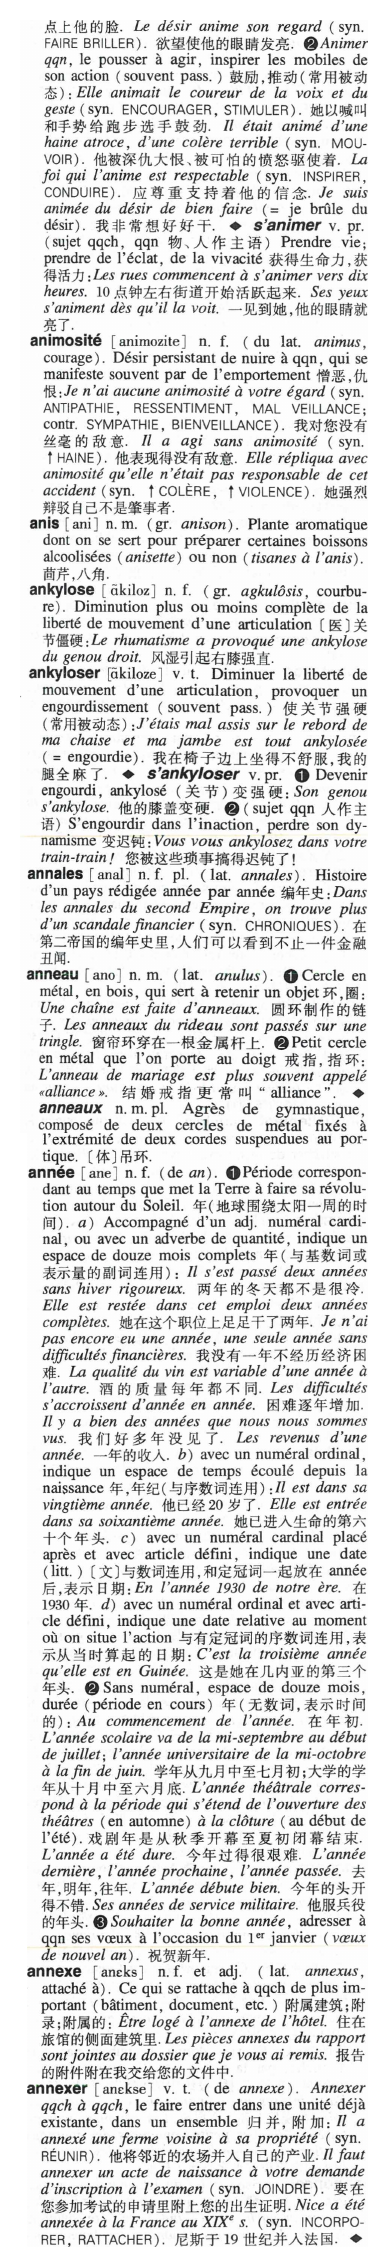 点上他的脸. Le désir anime son regard (syn.
FAIRE BRILLER). 欲望使他的眼睛发亮. ❷ Animer
qqn, le pousser à agir, inspirer les mobiles de
son action (souvent pass.) 鼓励,推动(常用被动
态): Elle animait le coureur de la voix et du
geste (syn. ENCOURAGER, STIMULER). 她以喊叫
和手势给跑步选手鼓劲. Il était animé d'une
haine atroce, d'une colère terrible (syn. MOU-
VOIR). 他被深仇大恨、被可怕的愤怒驱使着. La
foi qui l'anime est respectable (syn. INSPIRER,
CONDUIRE). 应尊重支持着他的信念. Je suis
animée du désir de bien faire (= je brûle du
désir). 我非常想好好干. ◆ s'animer v. pr.
(sujet qqch, qqn 物、人作主语) Prendre vie;
prendre de l'éclat, de la vivacité 获得生命力,获
得活力: Les rues commencent à s'animer vers dix
heures. 10 点钟左右街道开始活跃起来. Ses yeux
s'animent dès qu'il la voit. 一见到她,他的眼睛就
亮了.
animosité [animozite] n. f. (du lat. animus,
courage). Désir persistant de nuire à qqn, qui se
manifeste souvent par de l'emportement 憎恶,仇
恨: Je n'ai aucune animosité à votre égard (syn.
ANTIPATHIE, RESSENTIMENT, MAL VEILLANCE;
contr. SYMPATHIE, BIENVEILLANCE). 我对您没有
丝毫的敌意. Il a agi sans animosité (syn.
↑HAINE). 他表现得没有敌意. Elle répliqua avec
animosité qu'elle n'était pas responsable de cet
accident (syn. ↑COLÈRE, ↑VIOLENCE). 她强烈
辩驳自己不是肇事者.
anis [ani] n. m. (gr. anison). Plante aromatique
dont on se sert pour préparer certaines boissons
alcoolisées (anisette) ou non (tisanes à l'anis).
茴芹,八角.
ankylose [ɑ̃kiloz] n. f. (gr. agkulôsis, courbu-
re). Diminution plus ou moins complète de la
liberté de mouvement d'une articulation [医]关
节僵硬: Le rhumatisme a provoqué une ankylose
du genou droit. 风湿引起右膝强直.
ankyloser [ɑ̃kiloze] v. t. Diminuer la liberté de
mouvement d'une articulation, provoquer un
engourdissement (souvent pass.) 使关节强硬
(常用被动态): J'étais mal assis sur le rebord de
ma chaise et ma jambe est tout ankylosée
(= engourdie). 我在椅子边上坐得不舒服,我的
腿全麻了. ◆ s'ankyloser v. pr. ❶ Devenir
engourdi, ankylosé (关节)变强硬: Son genou
s'ankylose. 他的膝盖变硬. ❷ (sujet qqn 人作主
语) S'engourdir dans l'inaction, perdre son dy-
namisme 变迟钝: Vous vous ankylosez dans votre
train-train! 您被这些琐事搞得迟钝了!
annales [anal] n. f. pl. (lat. annales). Histoire
d'un pays rédigée année par année 编年史: Dans
les annales du second Empire, on trouve plus
d'un scandale financier (syn. CHRONIQUES). 在
第二帝国的编年史里,人们可以看到不止一件金融
丑闻.
anneau [ano] n. m. (lat. anulus). ❶ Cercle en
métal, en bois, qui sert à retenir un objet 环,圈:
Une chaîne est faite d'anneaux. 圆环制作的链
子. Les anneaux du rideau sont passés sur une
tringle. 窗帘环穿在一根金属杆上. ❷ Petit cercle
en métal que l'on porte au doigt 戒指,指环:
L'anneau de mariage est plus souvent appelé
«alliance». 结婚戒指更常叫“alliance”. ◆
anneaux n. m. pl. Agrès de gymnastique,
composé de deux cercles de métal fixés à
l'extrémité de deux cordes suspendues au por-
tique. [体]吊环.
année [ane] n. f. (de an). ❶ Période correspon-
dant au temps que met la Terre à faire sa révolu-
tion autour du Soleil. 年(地球围绕太阳一周的时
间). a) Accompagné d'un adj. numéral cardi-
nal, ou avec un adverbe de quantité, indique un
espace de douze mois complets 年(与基数词或
表示量的副词连用): Il s'est passé deux années
sans hiver rigoureux. 两年的冬天都不是很冷.
Elle est restée dans cet emploi deux années
complètes. 她在这个职位上足足干了两年. Je n'ai
pas encore eu une année, une seule année sans
difficultés financières. 我没有一年不经历经济困
难. La qualité du vin est variable d'une année à
l'autre. 酒的质量每年都不同. Les difficultés
s'accroissent d'année en année. 困难逐年增加.
Il y a bien des années que nous nous sommes
vus. 我们好多年没见了. Les revenus d'une
année. 一年的收入. b) avec un numéral ordinal,
indique un espace de temps écoulé depuis la
naissance 年,年纪(与序数词连用): Il est dans sa
vingtième année. 他已经20岁了. Elle est entrée
dans sa soixantième année. 她已进入生命的第六
十个年头. c) avec un numéral cardinal placé
après et avec article défini, indique une date
(litt.) [文]与数词连用,和定冠词一起放在 année
后,表示日期: En l'année 1930 de notre ère. 在
1930 年. d) avec un numéral ordinal et avec arti-
cle défini, indique une date relative au moment
où on situe l'action 与有定冠词的序数词连用,表
示从当时算起的日期: C'est la troisième année
qu'elle est en Guinée. 这是她在几内亚的第三个
年头. ❷ Sans numéral, espace de douze mois,
durée (période en cours) 年(无数词,表示时间
的): Au commencement de l'année. 在年初.
L'année scolaire va de la mi-septembre au début
de juillet; l'année universitaire de la mi-octobre
à la fin de juin. 学年从九月中至七月初;大学的学
年从十月中至六月底. L'année théâtrale corres-
pond à la période qui s'étend de l'ouverture des
théâtres (en automne) à la clôture (au début de
l'été). 戏剧年是从秋季开幕至夏初闭幕结束.
L'année a été dure. 今年过得很艰难. L'année
dernière, l'année prochaine, l'année passée. 去
年,明年,往年. L'année débute bien. 今年的头开
得不错. Ses années de service militaire. 他服兵役
的年头. ❸ Souhaiter la bonne année, adresser à
qqn ses vœux à l'occasion du 1er janvier (vœux
de nouvel an). 祝贺新年.
annexe [anɛks] n. f. et adj. (lat. annexus,
attaché à). Ce qui se rattache à qqch de plus im-
portant (bâtiment, document, etc.) 附属建筑;附
录;附属的: Être logé à l'annexe de l'hôtel. 住在
旅馆的侧面建筑里. Les pièces annexes du rapport
sont jointes au dossier que je vous ai remis. 报告
的附件附在我交给您的文件中.
annexer [anɛkse] v. t. (de annexe). Annexer
qqch à qqch, le faire entrer dans une unité déjà
existante, dans un ensemble 归并,附加: Il a
annexé une ferme voisine à sa propriété (syn.
RÉUNIR). 他将邻近的农场并入自己的产业. Il faut
annexer un acte de naissance à votre demande
d'inscription à l'examen (syn. JOINDRE). 要在
您参加考试的申请里附上您的出生证明. Nice a été
annexée à la France au XIXe s. (syn. INCORPO-
RER, RATTACHER). 尼斯于19世纪并入法国. ◆